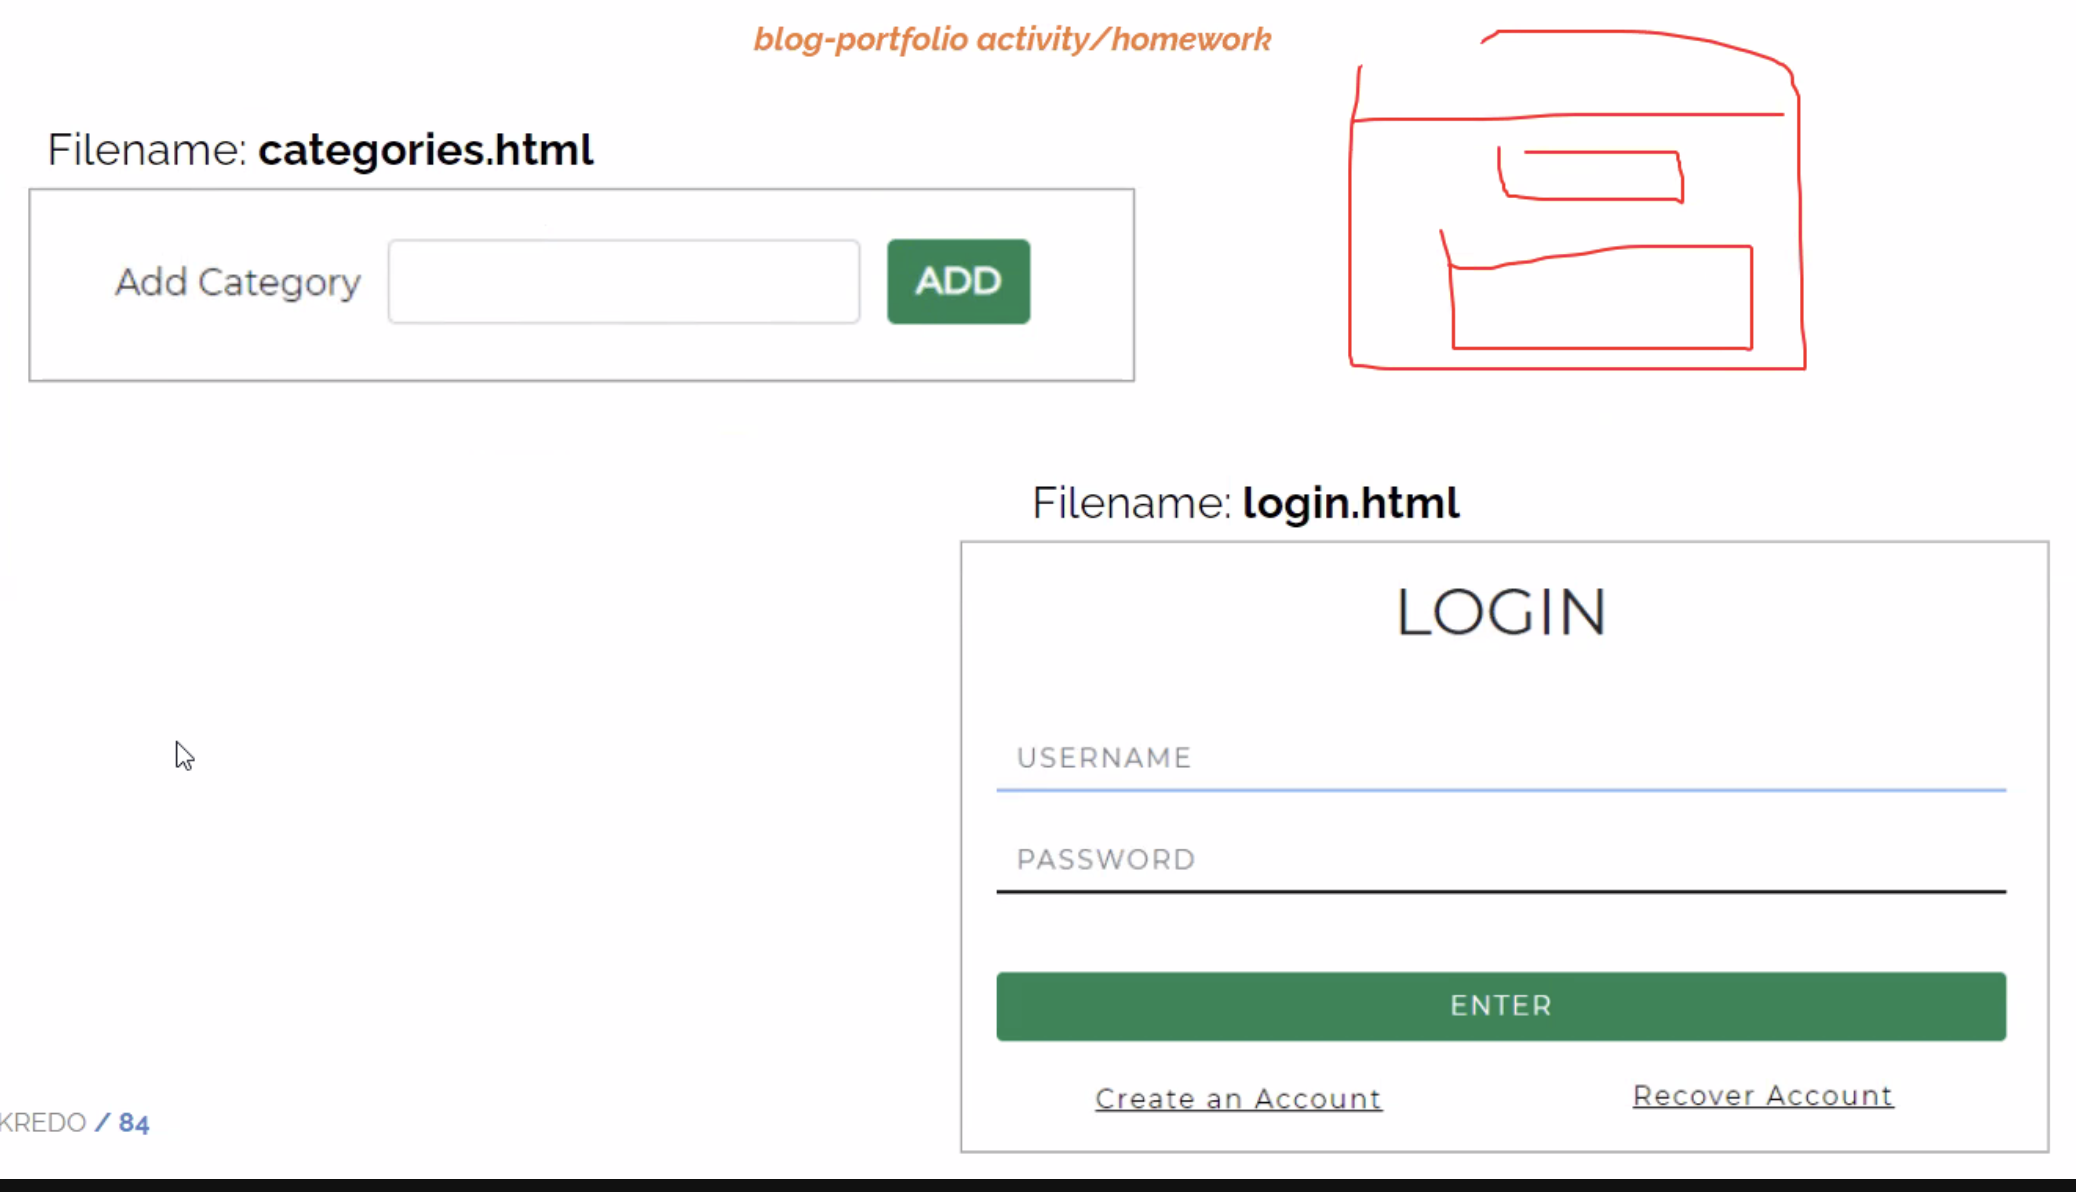 blog-portfolio activity/homework
Filename: categories.html
Add Category
ADD
Filename: login.html
LOGIN
USERNAME
PASSWORD
ENTER
Create an Account
Recover Account
KREDO / 84